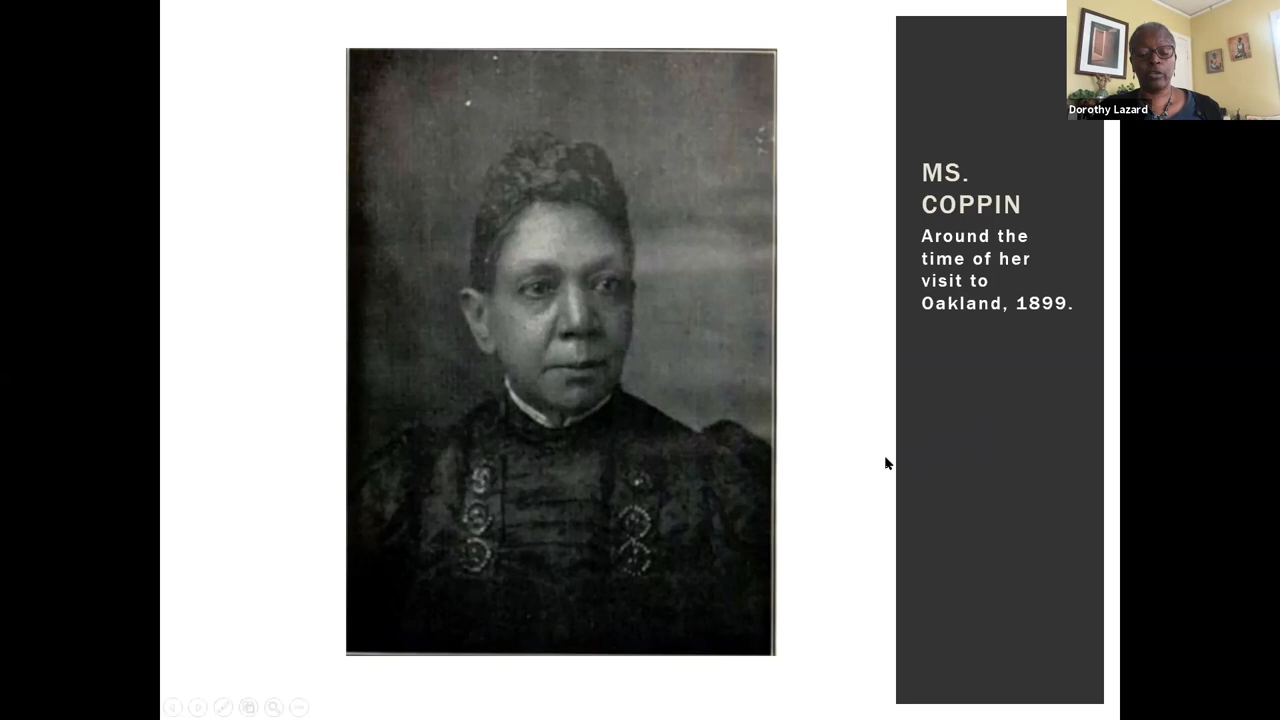 MS.
COPPIN
Around the
time of her
visit to
Oakland, 1899.
Dorothy Lazard